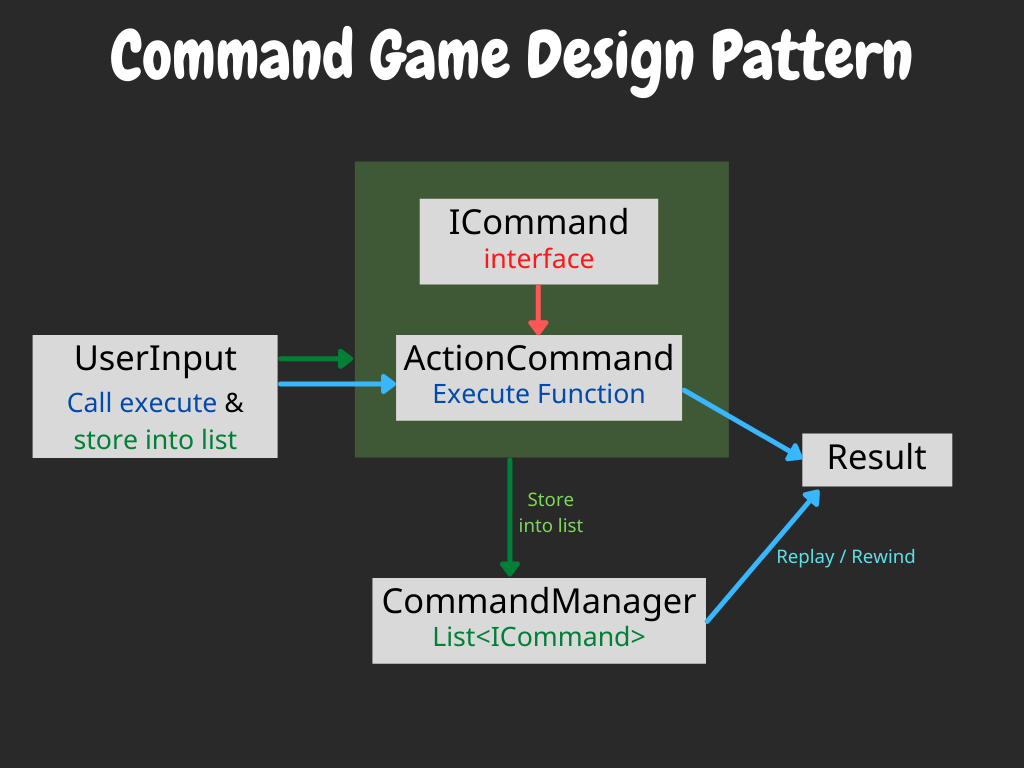 Command Game Design Pattern
ICommand
interface
UserInput
Call execute &
store into list
ActionCommand
Execute Function
Result
Store
into list
Replay / Rewind
CommandManager
List<ICommand>